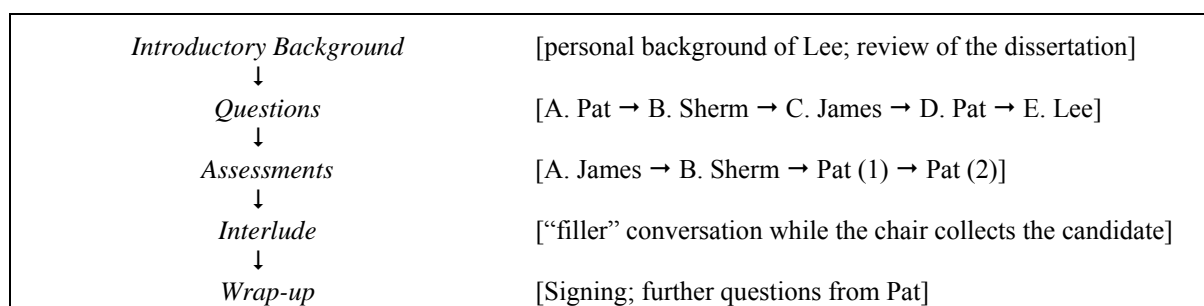 Introductory Background [personal background of Lee; review of the dissertation]
↓
Questions [A. Pat → B. Sherm → C. James → D. Pat → E. Lee]
↓
Assessments [A. James → B. Sherm → Pat (1) → Pat (2)]
↓
Interlude [“filler” conversation while the chair collects the candidate]
↓
Wrap-up [Signing; further questions from Pat]